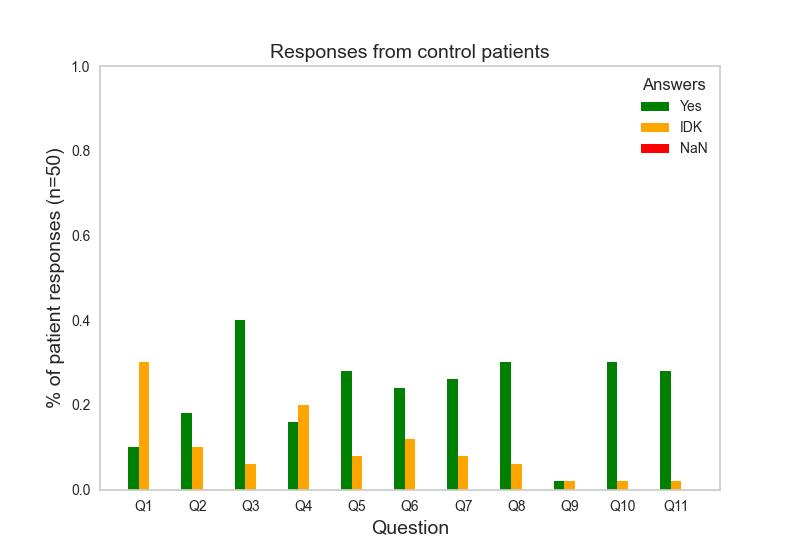 Responses from control patients
1.0
0.8
0.6
0.4
0.2
0.0
% of patient responses (n=50)
Answers
Yes
IDK
NaN
Q1 Q2 Q3 Q4 Q5 Q6 Q7 Q8 Q9 Q10 Q11
Question